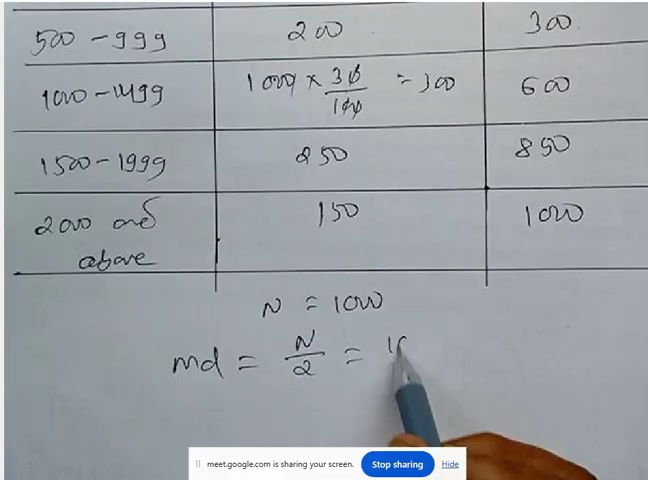 500 - 999 200 300
1000 - 1499 1000 × 30/100 = 300 600
1500 - 1999 250 850
2000 and above 150 1000
N = 1000
md = N/2 = 10
meet.google.com is sharing your screen. Stop sharing Hide